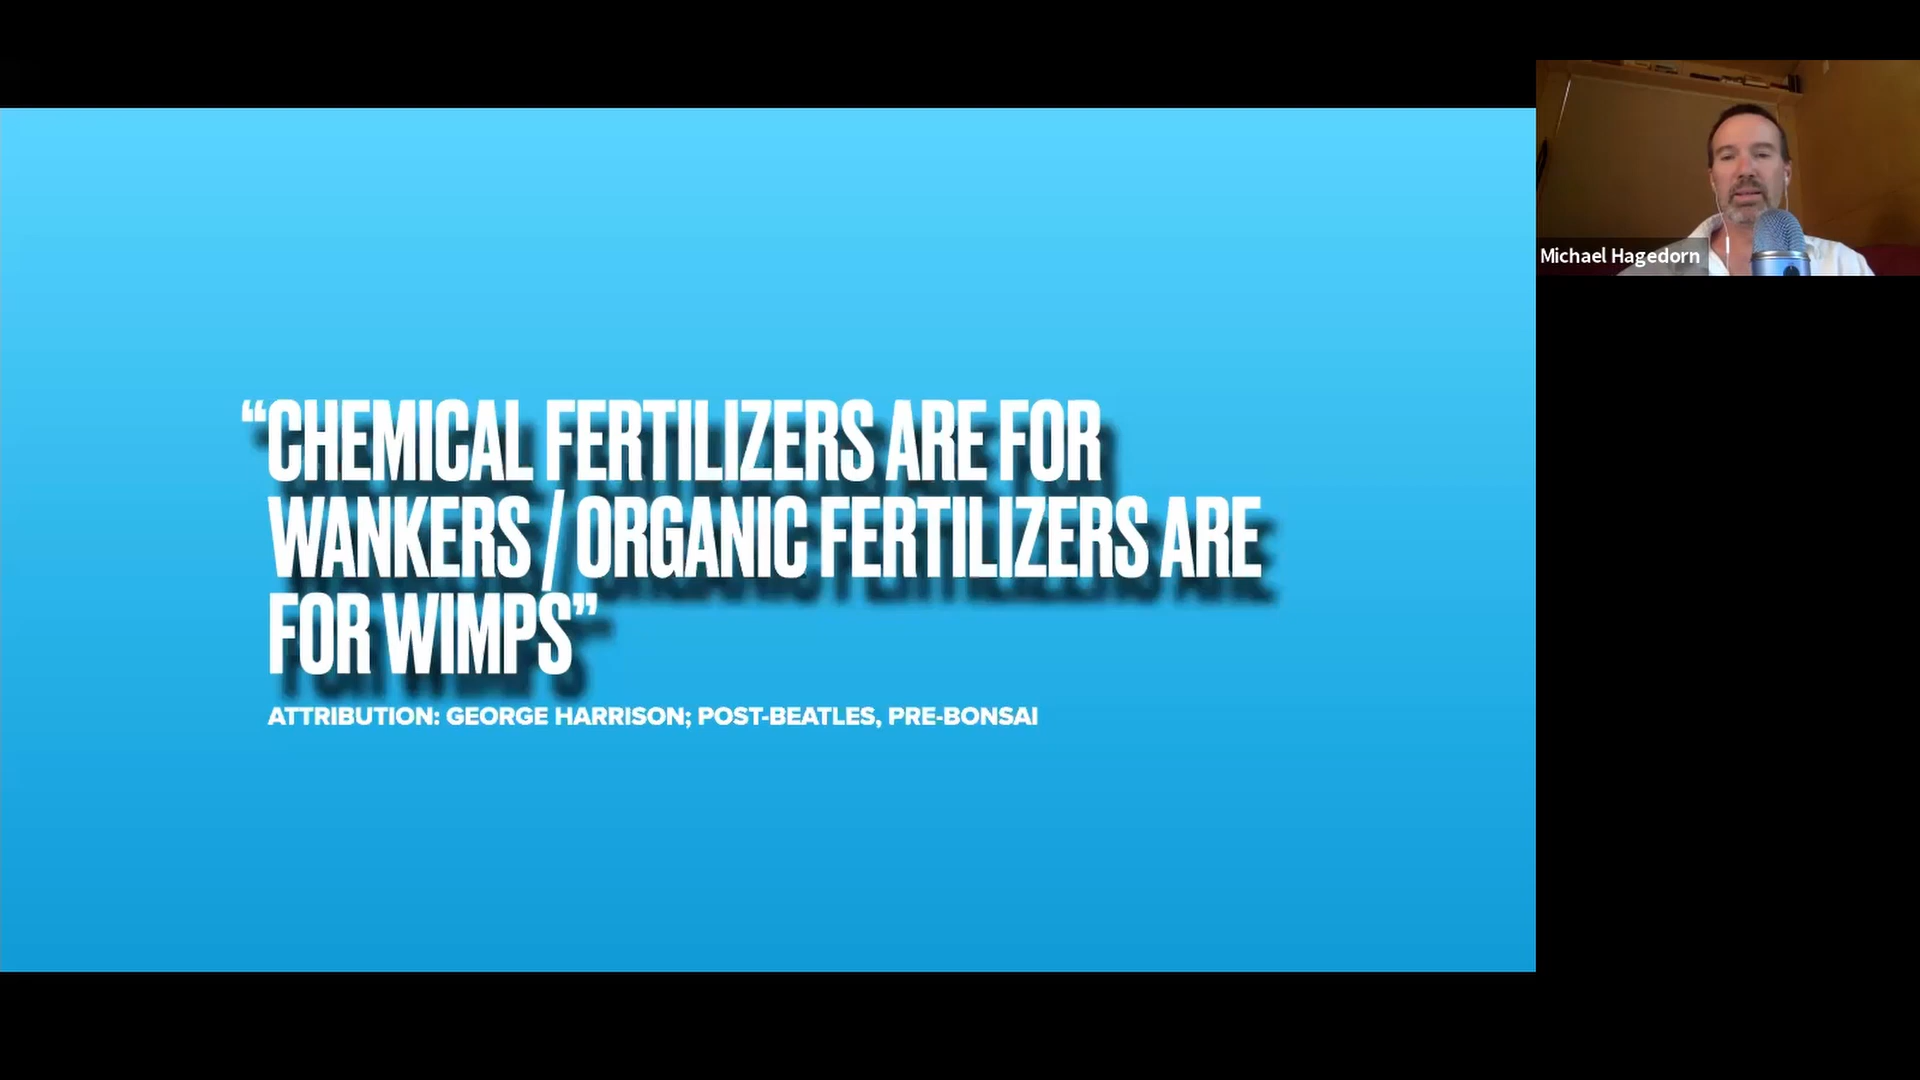 “CHEMICAL FERTILIZERS ARE FOR
WANKERS / ORGANIC FERTILIZERS ARE
FOR WIMPS”
ATTRIBUTION: GEORGE HARRISON; POST-BEATLES, PRE-BONSAI
Michael Hagedorn